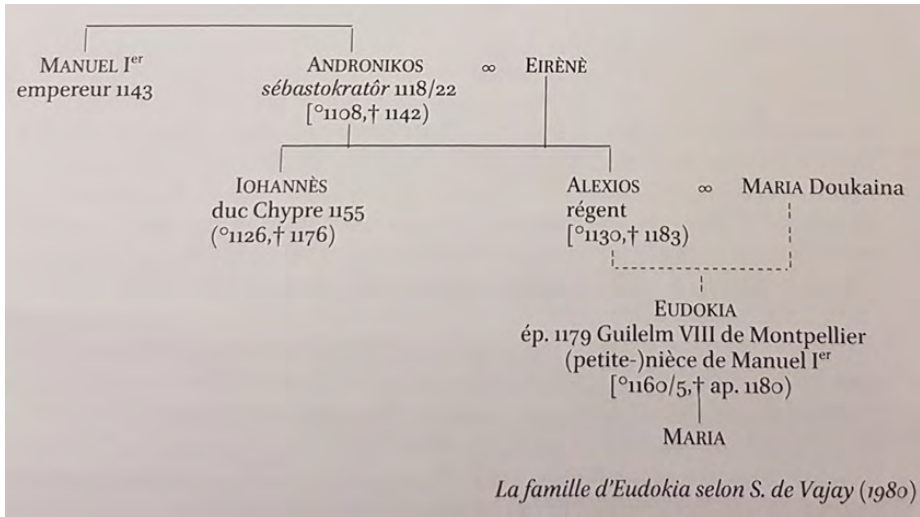 MANUEL Iᵉʳ
empereur 1143
ANDRONIKOS ∞ EIRÈNÈ
sébastokratôr 1118/22
[°1108,† 1142)
IOHANNÈS
duc Chypre 1155
(°1126,† 1176)
ALEXIOS ∞ MARIA Doukaina
régent
[°1130,† 1183)
EUDOKIA
ép. 1179 Guilelm VIII de Montpellier
(petite-)nièce de Manuel Iᵉʳ
[°1160/5,† ap. 1180)
MARIA
La famille d'Eudokia selon S. de Vajay (1980)